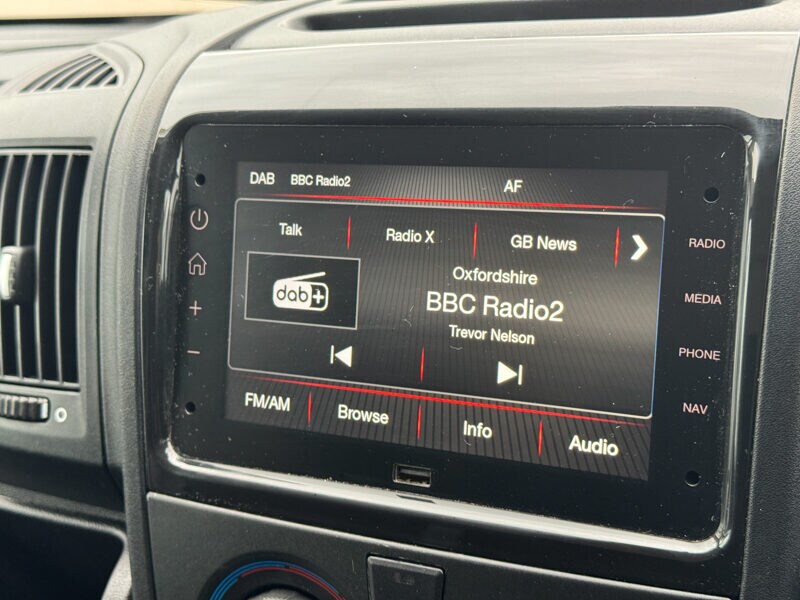 DAB BBC Radio2 AF
Talk Radio X GB News
Oxfordshire
dab+
BBC Radio2
Trevor Nelson
FM/AM Browse Info Audio
RADIO
MEDIA
PHONE
NAV